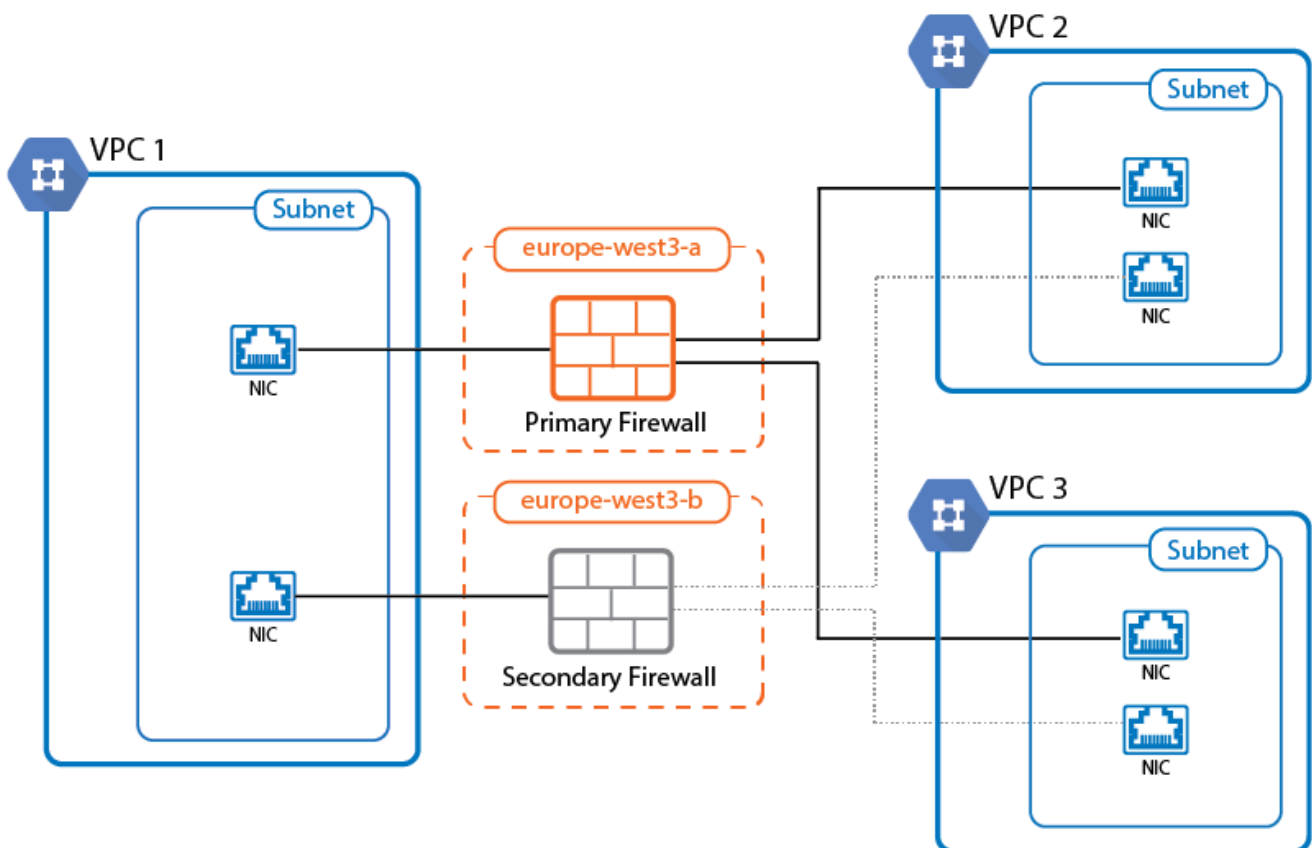 VPC 1
Subnet
NIC
NIC
europe-west3-a
Primary Firewall
europe-west3-b
Secondary Firewall
VPC 2
Subnet
NIC
NIC
VPC 3
Subnet
NIC
NIC